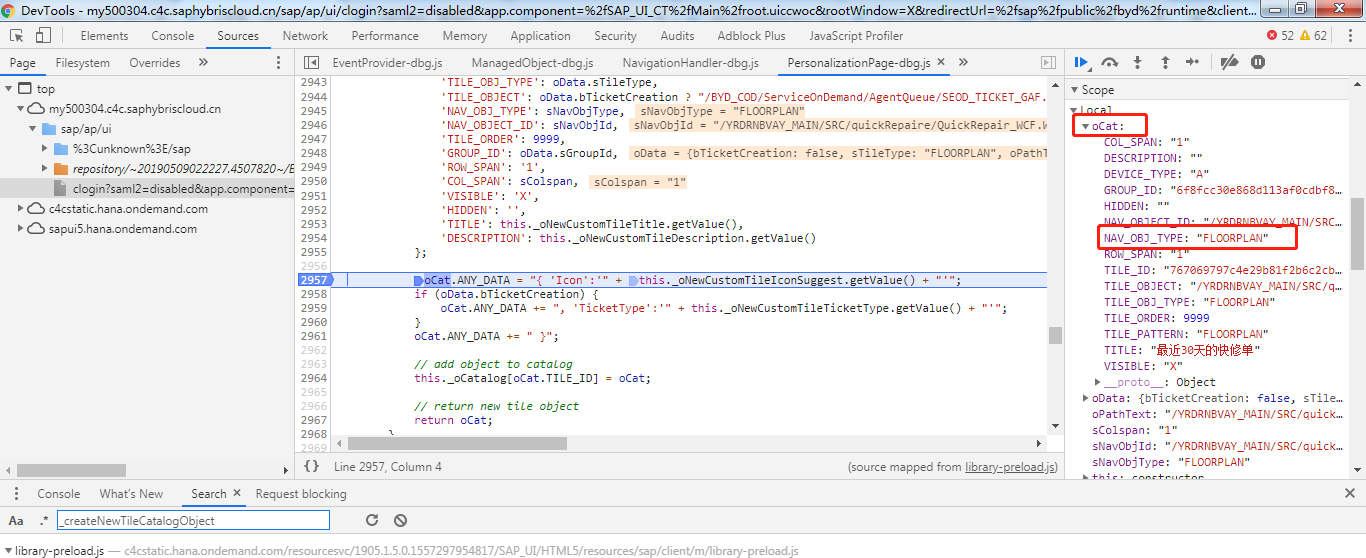 DevTools - my500304.c4c.saphybriscloud.cn/sap/ap/ui/clogin?saml2=disabled&app.component=%2fSAP_UI_CT%2fMain%2froot.uiccwoc&rootWindow=X&redirectUrl=%2fsap%2fpublic%2fbyd%2fruntime&client...
Elements Console Sources Network Performance Memory Application Security Audits Adblock Plus JavaScript Profiler 52 62
Page Filesystem Overrides »
EventProvider-dbg.js ManagedObject-dbg.js NavigationHandler-dbg.js PersonalizationPage-dbg.js × »
top
my500304.c4c.saphybriscloud.cn
sap/ap/ui
%3Cunknown%3E/sap
repository/~20190509022227.4507820~/E
clogin?saml2=disabled&app.component=
c4cstatic.hana.ondemand.com
sapui5.hana.ondemand.com
2943 'TILE_OBJ_TYPE': oData.sTileType,
2944 'TILE_OBJECT': oData.bTicketCreation ? "/BYD_COD/ServiceOnDemand/AgentQueue/SEOD_TICKET_GAF.
2945 'NAV_OBJ_TYPE': sNavObjType, sNavObjType = "FLOORPLAN"
2946 'NAV_OBJECT_ID': sNavObjId, sNavObjId = "/YRDRNBVAY_MAIN/SRC/quickRepaire/QuickRepair_WCF.W
2947 'TILE_ORDER': 9999,
2948 'GROUP_ID': oData.sGroupId, oData = {bTicketCreation: false, sTileType: "FLOORPLAN", oPathT
2949 'ROW_SPAN': '1',
2950 'COL_SPAN': sColspan, sColspan = "1"
2951 'VISIBLE': 'X',
2952 'HIDDEN': '',
2953 'TITLE': this._oNewCustomTileTitle.getValue(),
2954 'DESCRIPTION': this._oNewCustomTileDescription.getValue()
2955 };
2956
2957 oCat.ANY_DATA = "{ 'Icon':'" + this._oNewCustomTileIconSuggest.getValue() + "'";
2958 if (oData.bTicketCreation) {
2959 oCat.ANY_DATA += ", 'TicketType':'" + this._oNewCustomTileTicketType.getValue() + "'";
2960 }
2961 oCat.ANY_DATA += " }";
2962
2963 // add object to catalog
2964 this._oCatalog[oCat.TILE_ID] = oCat;
2965
2966 // return new tile object
2967 return oCat;
2968 }
2969
{} Line 2957, Column 4 (source mapped from library-preload.js)
Scope
Local
oCat:
COL_SPAN: "1"
DESCRIPTION: ""
DEVICE_TYPE: "A"
GROUP_ID: "6f8fcc30e868d113af0cdbf8...
HIDDEN: ""
NAV_OBJECT_ID: "/YRDRNBVAY_MAIN/SRC...
NAV_OBJ_TYPE: "FLOORPLAN"
ROW_SPAN: "1"
TILE_ID: "767069797c4e29b81f2b6c2cb...
TILE_OBJECT: "/YRDRNBVAY_MAIN/SRC/q...
TILE_OBJ_TYPE: "FLOORPLAN"
TILE_ORDER: 9999
TILE_PATTERN: "FLOORPLAN"
TITLE: "最近30天的快修单"
VISIBLE: "X"
__proto__: Object
oData: {bTicketCreation: false, sTile...
oPathText: "/YRDRNBVAY_MAIN/SRC/quick...
sColspan: "1"
sNavObjId: "/YRDRNBVAY_MAIN/SRC/quick...
sNavObjType: "FLOORPLAN"
this: constructor
Console What's New Search × Request blocking
Aa .* _createNewTileCatalogObject
library-preload.js — c4cstatic.hana.ondemand.com/resourcesvc/1905.1.5.0.1557297954817/SAP_UI/HTML5/resources/sap/client/m/library-preload.js